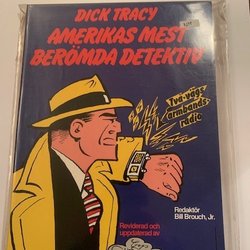 DICK TRACY
AMERIKAS MEST
BERÖMDA DETEKTIV
Två-vägs
armbands-
radio
Redaktör
Bill Brouch, Jr.
Reviderad och
uppdaterad av